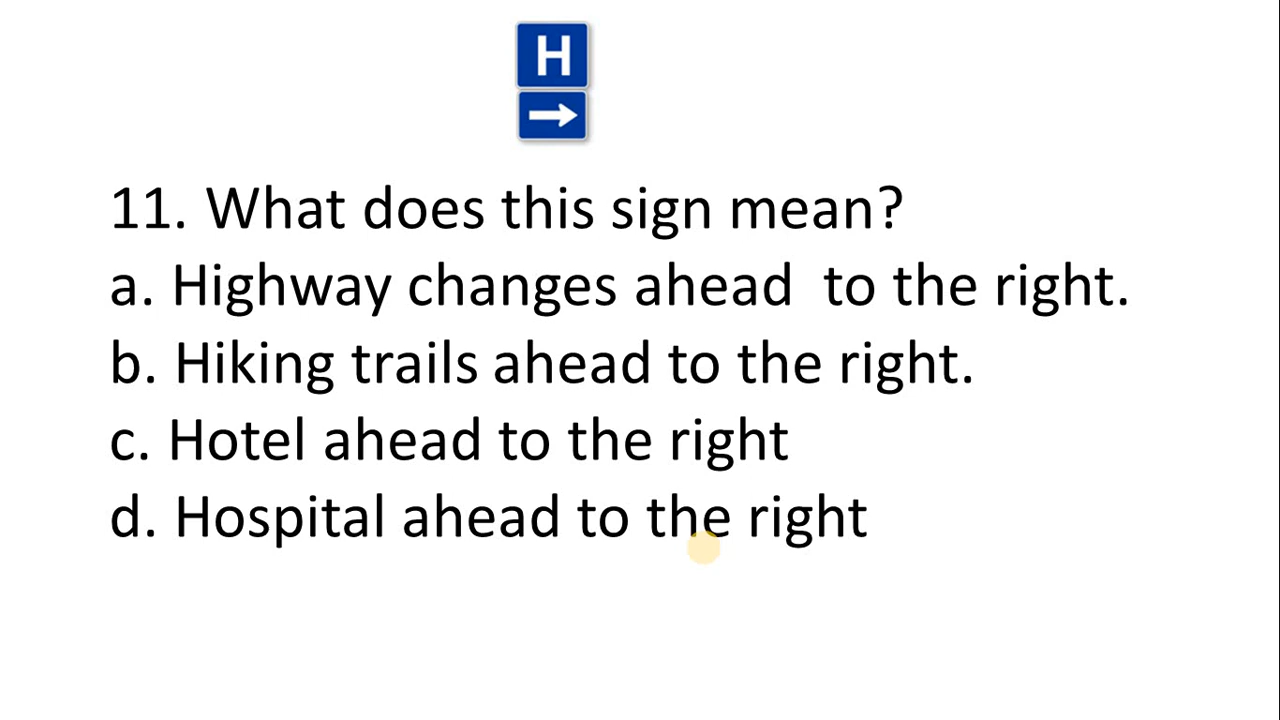 H
11. What does this sign mean?
a. Highway changes ahead  to the right.
b. Hiking trails ahead to the right.
c. Hotel ahead to the right
d. Hospital ahead to the right